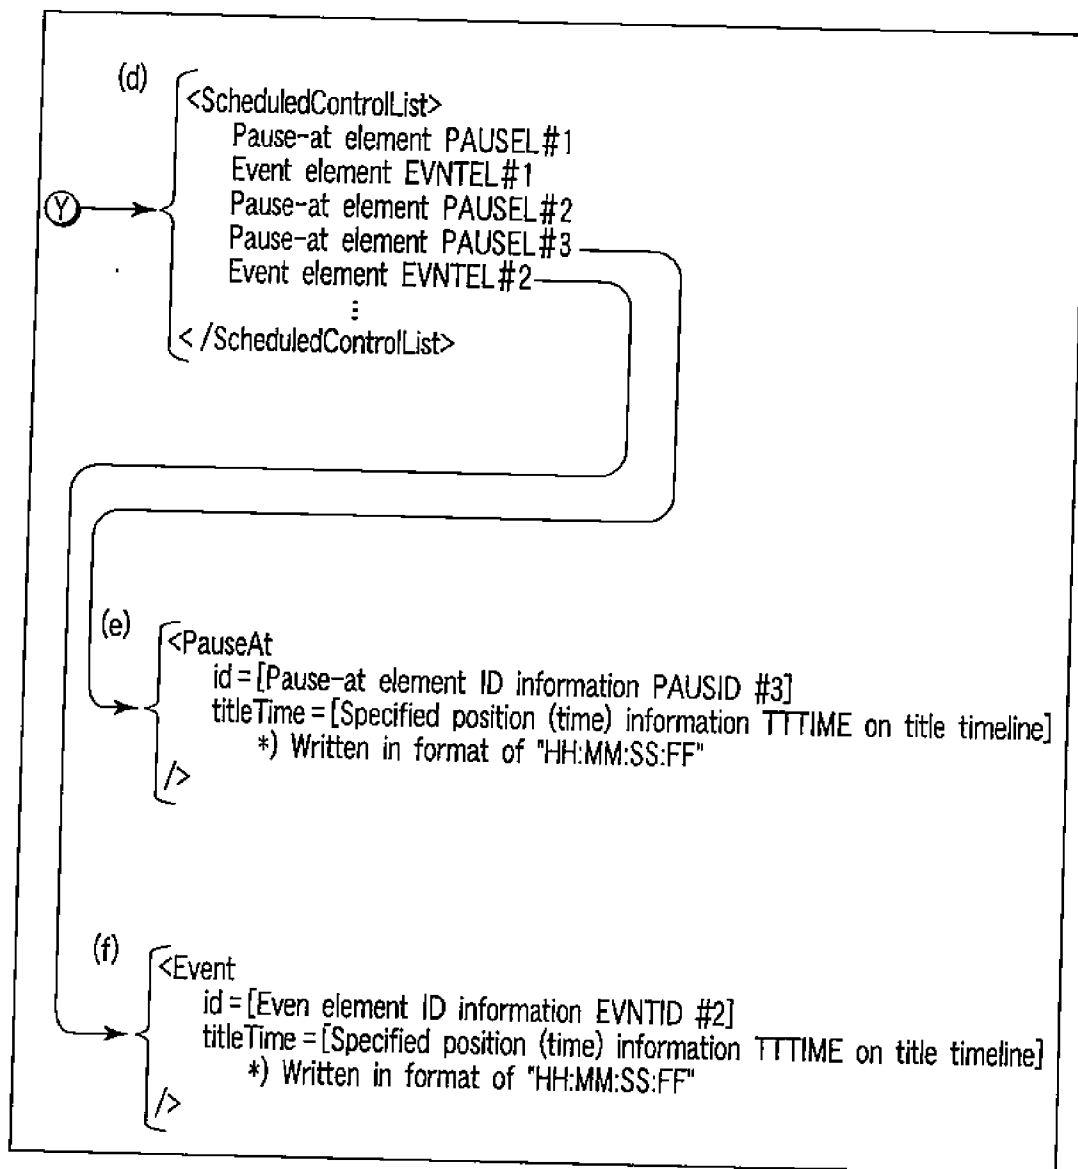 (d)
<ScheduledControlList>
Pause-at element PAUSEL#1
Event element EVNTEL#1
Y
Pause-at element PAUSEL#2
Pause-at element PAUSEL#3
Event element EVNTEL#2
⋮
</ScheduledControlList>
(e)
<PauseAt
id=[Pause-at element ID information PAUSID #3]
titleTime=[Specified position (time) information TTTIME on title timeline]
*) Written in format of "HH:MM:SS:FF"
/>
(f)
<Event
id=[Even element ID information EVNTID #2]
titleTime=[Specified position (time) information TTTIME on title timeline]
*) Written in format of "HH:MM:SS:FF"
/>